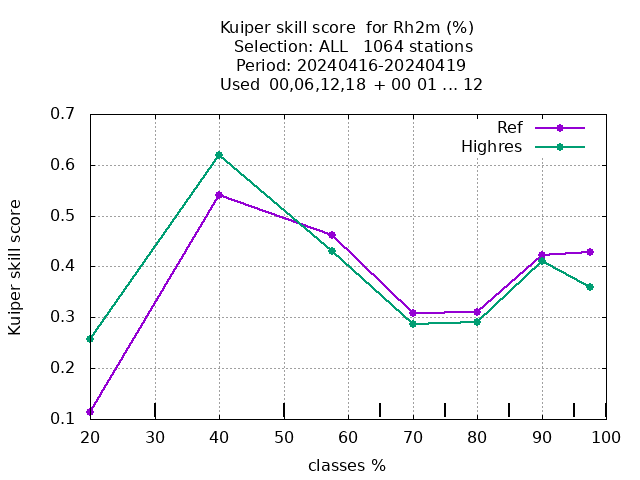 Kuiper skill score  for Rh2m (%)
Selection: ALL   1064 stations
Period: 20240416-20240419
Used  00,06,12,18  + 00 01 ... 12
Ref
Highres
Kuiper skill score
0.7
0.6
0.5
0.4
0.3
0.2
0.1
20 30 40 50 60 70 80 90 100
classes %